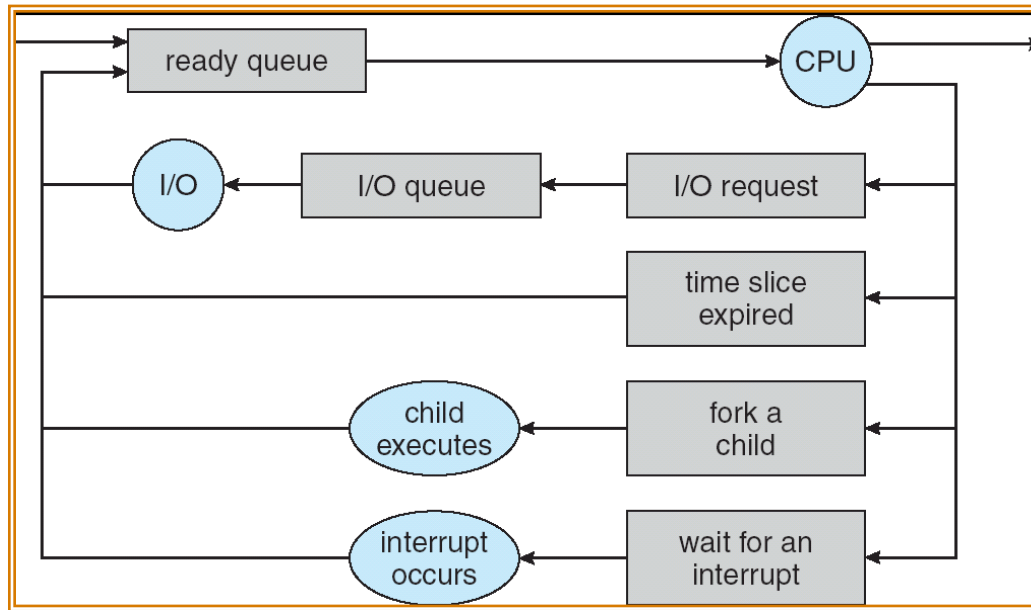 ready queue
CPU
I/O
I/O queue
I/O request
time slice
expired
child
executes
fork a
child
interrupt
occurs
wait for an
interrupt